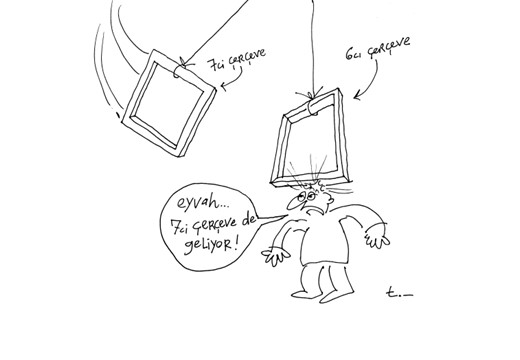 7ci çerçeve
6cı çerçeve
eyvah...
7ci çerçeve de
geliyor!
t.